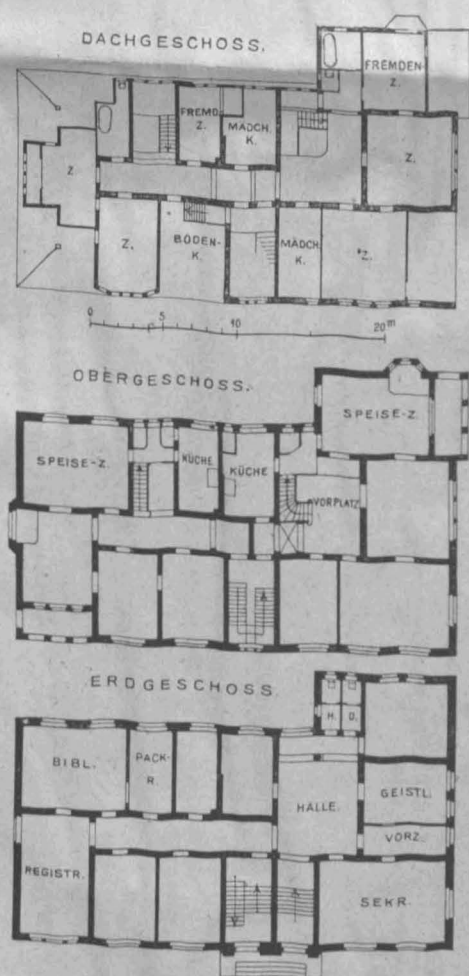 DACHGESCHOSS.
FREMDEN-
Z.
FREMD.
Z.
MÄDCH.
K.
Z.
Z.
Z.
BODEN-
K.
MÄDCH.
K.
Z.
0 5 10 20 m
OBERGESCHOSS.
SPEISE-Z.
SPEISE-Z.
KÜCHE
KÜCHE
VORPLATZ
ERDGESCHOSS
H. D.
BIBL.
PACK-
R.
HALLE.
GEISTL.
VORZ.
REGISTR.
SEKR.